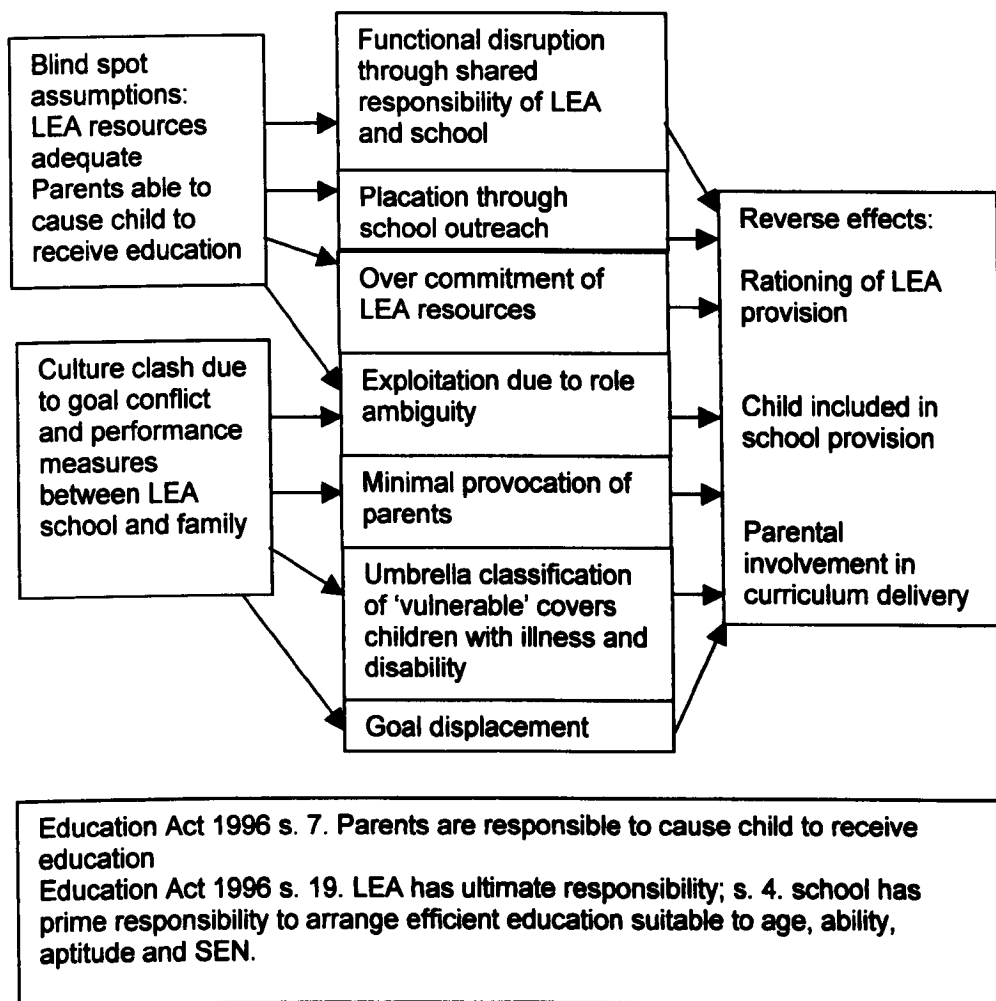 Blind spot
assumptions:
LEA resources
adequate
Parents able to
cause child to
receive education
Culture clash due
to goal conflict
and performance
measures
between LEA
school and family
Functional disruption
through shared
responsibility of LEA
and school
Placation through
school outreach
Over commitment of
LEA resources
Exploitation due to role
ambiguity
Minimal provocation of
parents
Umbrella classification
of ‘vulnerable’ covers
children with illness and
disability
Goal displacement
Reverse effects:
Rationing of LEA
provision
Child included in
school provision
Parental
involvement in
curriculum delivery
Education Act 1996 s. 7. Parents are responsible to cause child to receive
education
Education Act 1996 s. 19. LEA has ultimate responsibility; s. 4. school has
prime responsibility to arrange efficient education suitable to age, ability,
aptitude and SEN.